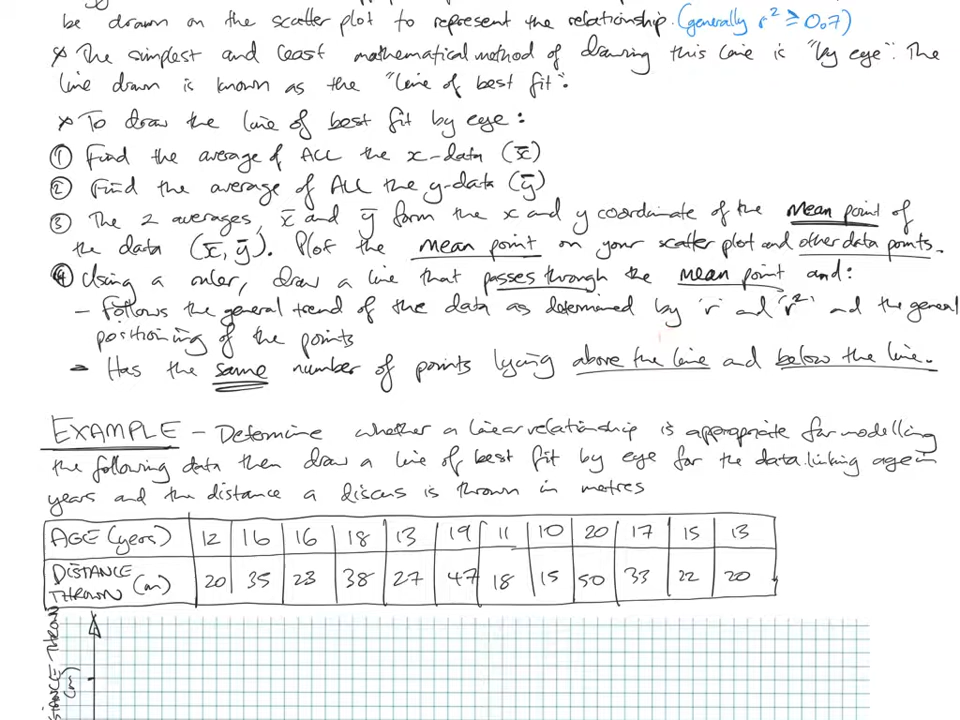 be drawn on the scatter plot to represent the relationship. (generally r² ≥ 0.7)
* The simplest and least mathematical method of drawing this line is "by eye". The
line drawn is known as the "line of best fit".
* To draw the line of best fit by eye:
① Find the average of ALL the x-data (x̄)
② Find the average of ALL the y-data (ȳ)
③ The 2 averages, x̄ and ȳ form the x and y coordinate of the mean point of
the data (x̄, ȳ). Plot the mean point on your scatter plot and other data points.
④ Using a ruler, draw a line that passes through the mean point and:
- Follows the general trend of the data as determined by 'r' and 'r²' and the general
positioning of the points
- Has the same number of points lying above the line and below the line.
EXAMPLE - Determine whether a linear relationship is appropriate for modelling
the following data then draw a line of best fit by eye for the data linking age in
years and the distance a discus is thrown in metres
AGE (years) 12 16 16 18 13 19 11 10 20 17 15 13
DISTANCE THROWN (m) 20 35 23 38 27 47 18 15 50 33 22 20
DISTANCE THROWN
(m)